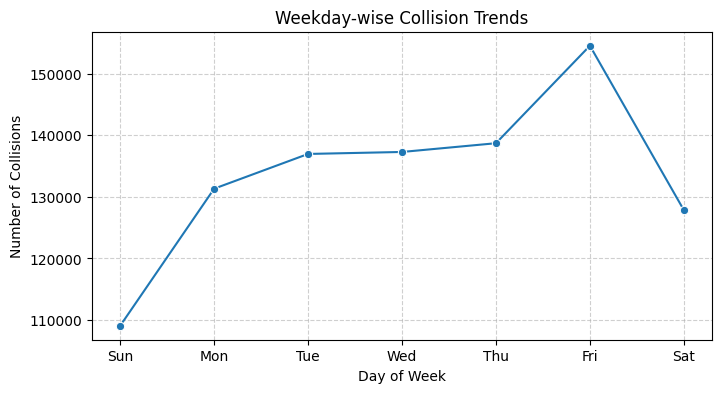 Weekday-wise Collision Trends
Number of Collisions
150000
140000
130000
120000
110000
Sun Mon Tue Wed Thu Fri Sat
Day of Week